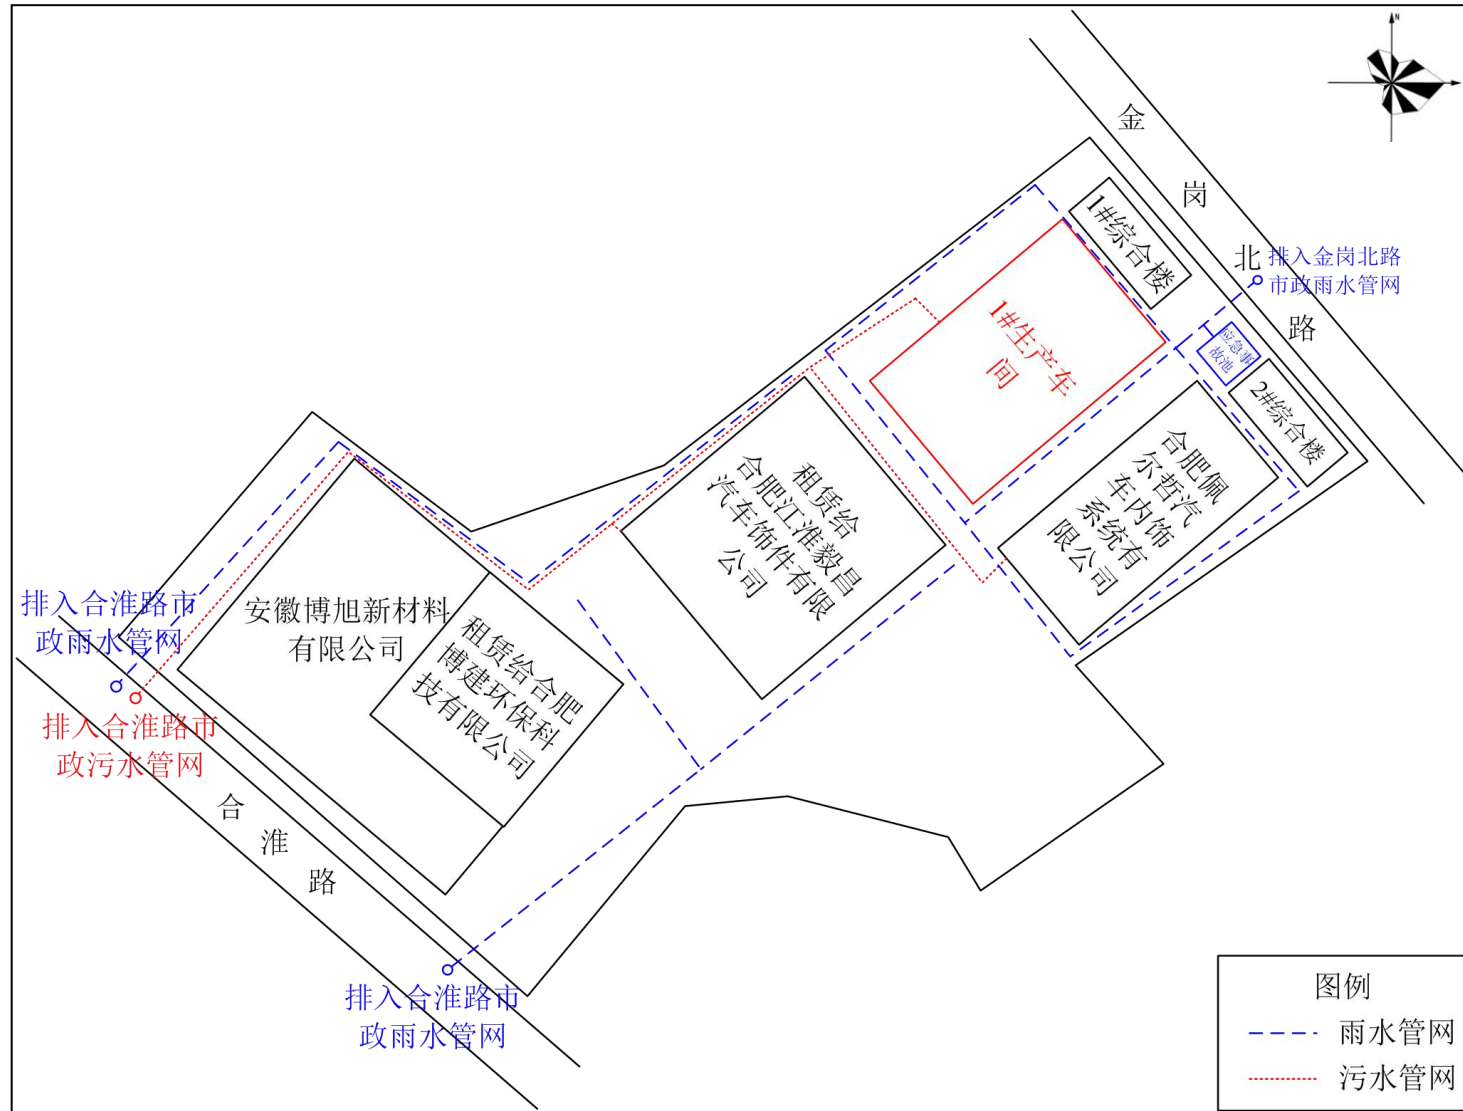 N
金
岗
北
路
排入金岗北路
市政雨水管网
1#综合楼
应急事
故池
2#综合楼
1#生产车
间
合肥佩
尔哲汽
车内饰
系统有
限公司
租赁给
合肥江淮毅昌
汽车饰件有限
公司
安徽博旭新材料
有限公司
租赁给合肥
博建环保科
技有限公司
排入合淮路市
政雨水管网
排入合淮路市
政污水管网
合
淮
路
排入合淮路市
政雨水管网
图例
雨水管网
污水管网